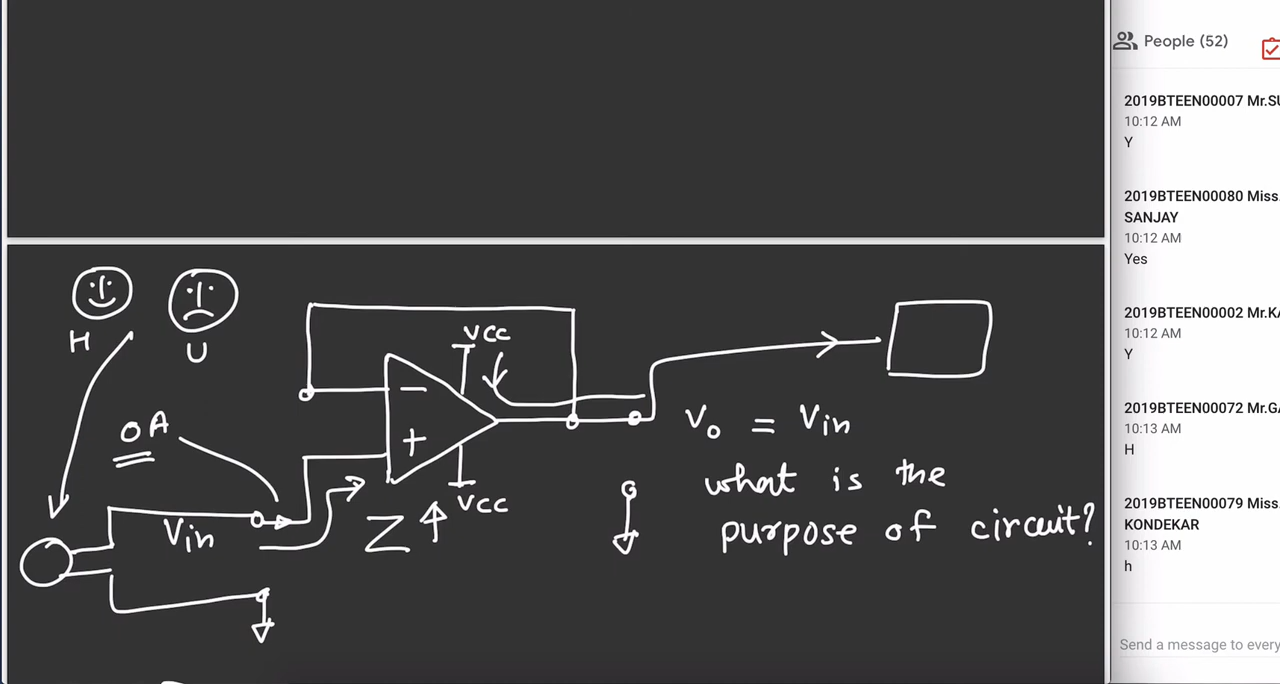 H
U
VCC
OA
Vin
Z
VCC
Vo = Vin
what is the
purpose of circuit?
People (52)
2019BTEEN00007 Mr.SU
10:12 AM
Y
2019BTEEN00080 Miss.
SANJAY
10:12 AM
Yes
2019BTEEN00002 Mr.KA
10:12 AM
Y
2019BTEEN00072 Mr.GA
10:13 AM
H
2019BTEEN00079 Miss.
KONDEKAR
10:13 AM
h
Send a message to every